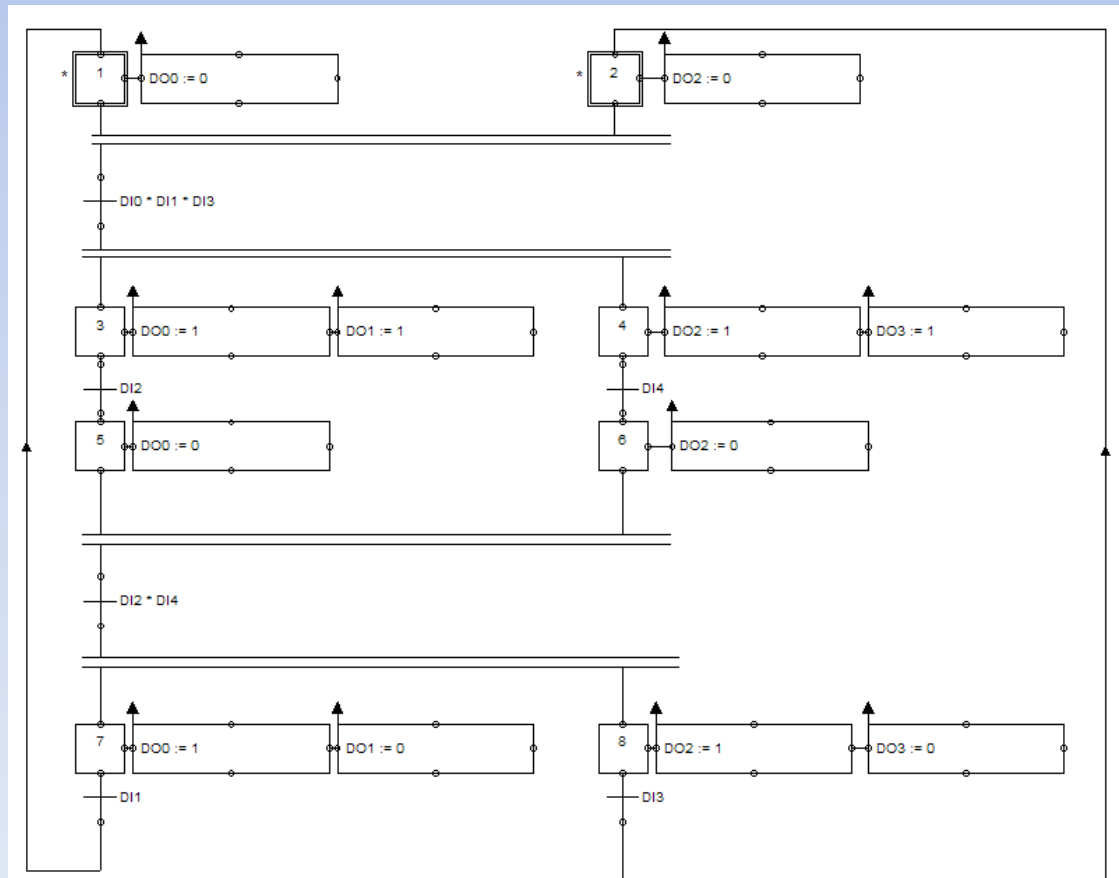 * 1 DO0 := 0 * 2 DO2 := 0
DI0 * DI1 * DI3
3 DO0 := 1 DO1 := 1 4 DO2 := 1 DO3 := 1
DI2 DI4
5 DO0 := 0 6 DO2 := 0
DI2 * DI4
7 DO0 := 1 DO1 := 0 8 DO2 := 1 DO3 := 0
DI1 DI3